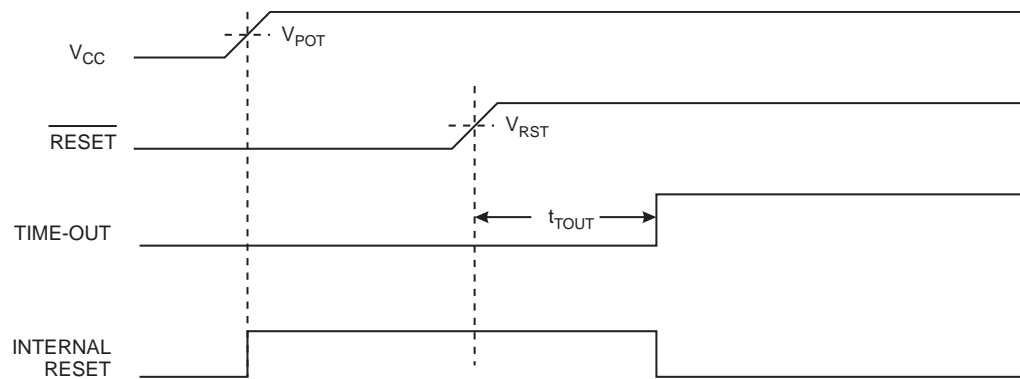 V_CC
V_POT
RESET
V_RST
t_TOUT
TIME-OUT
INTERNAL
RESET